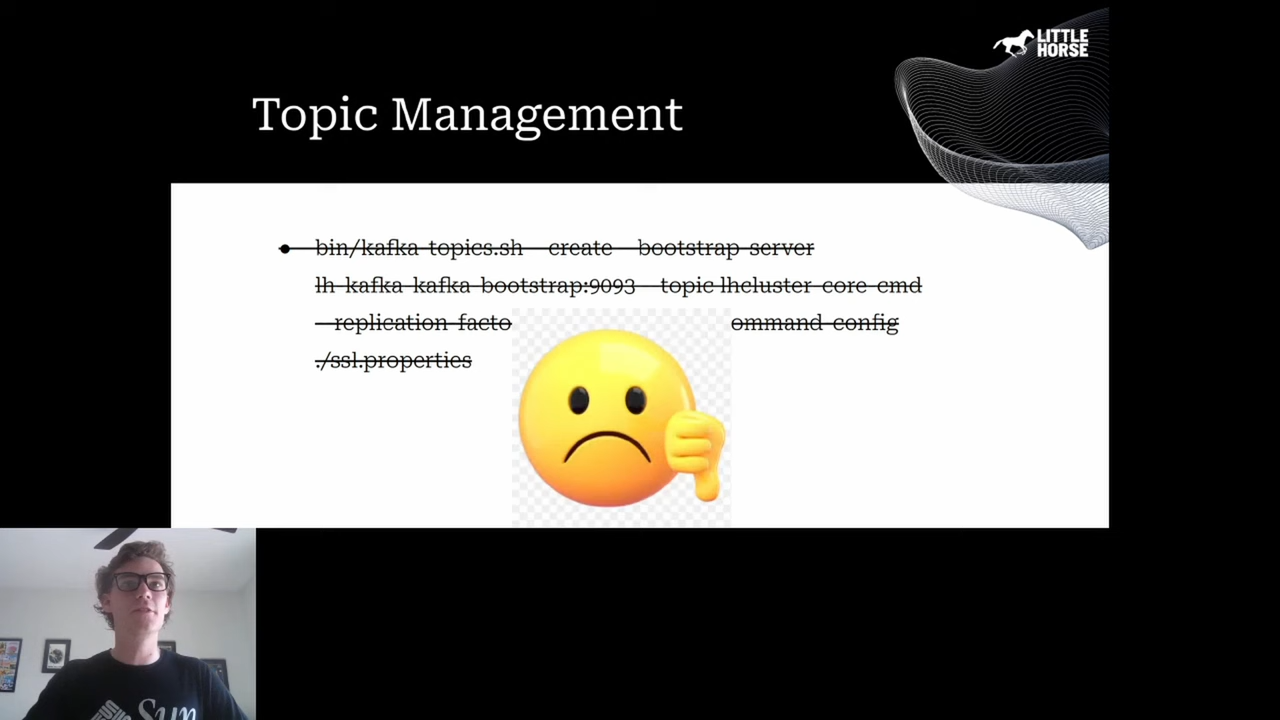 LITTLE
HORSE
Topic Management
bin/kafka-topics.sh --create --bootstrap-server
lh-kafka-kafka-bootstrap:9093 --topic lhcluster-core-cmd
--replication-facto ommand-config
./ssl.properties
Sun